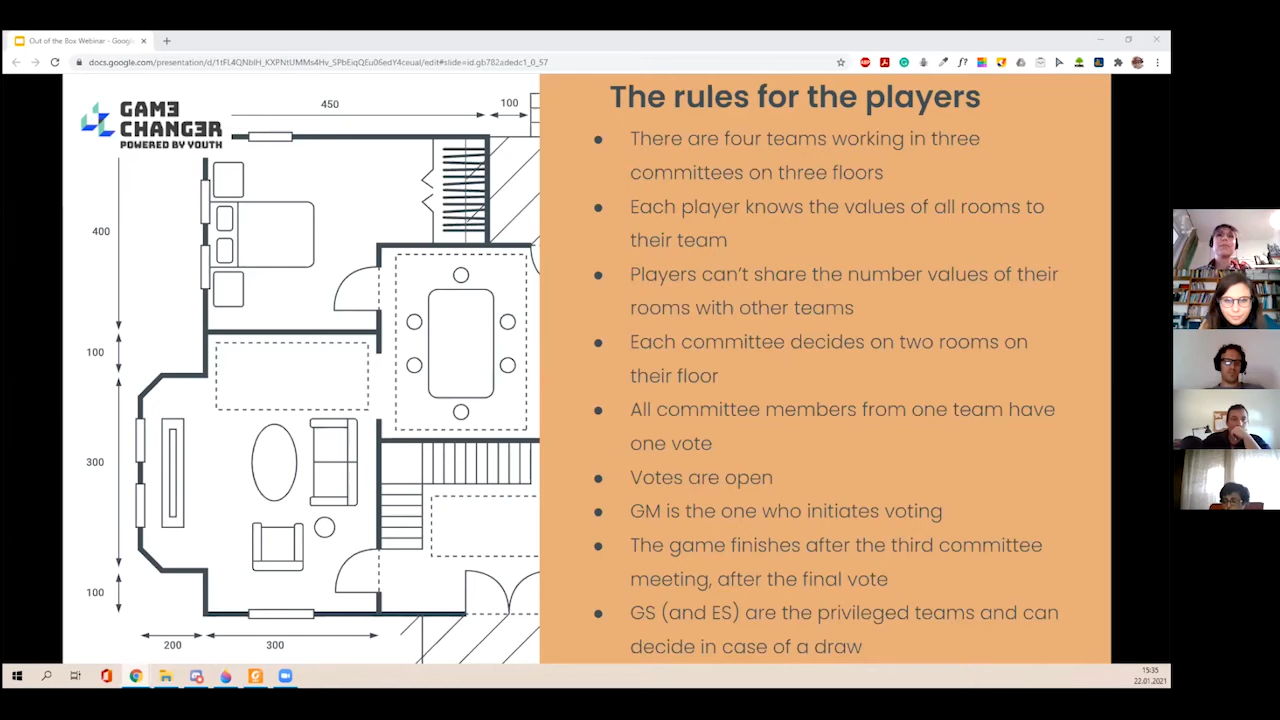 Out of the Box Webinar - Googl
docs.google.com/presentation/d/1tFL4QNblH_KXPNtUMMs4Hv_SPbEiqQEu06edY4ceuaI/edit#slide=id.gb782adedc1_0_57
GAM3
CHANG3R
POWERED BY YOUTH
450
100
400
100
300
100
200
300
The rules for the players
● There are four teams working in three
committees on three floors
● Each player knows the values of all rooms to
their team
● Players can't share the number values of their
rooms with other teams
● Each committee decides on two rooms on
their floor
● All committee members from one team have
one vote
● Votes are open
● GM is the one who initiates voting
● The game finishes after the third committee
meeting, after the final vote
● GS (and ES) are the privileged teams and can
decide in case of a draw
15:35
22.01.2021